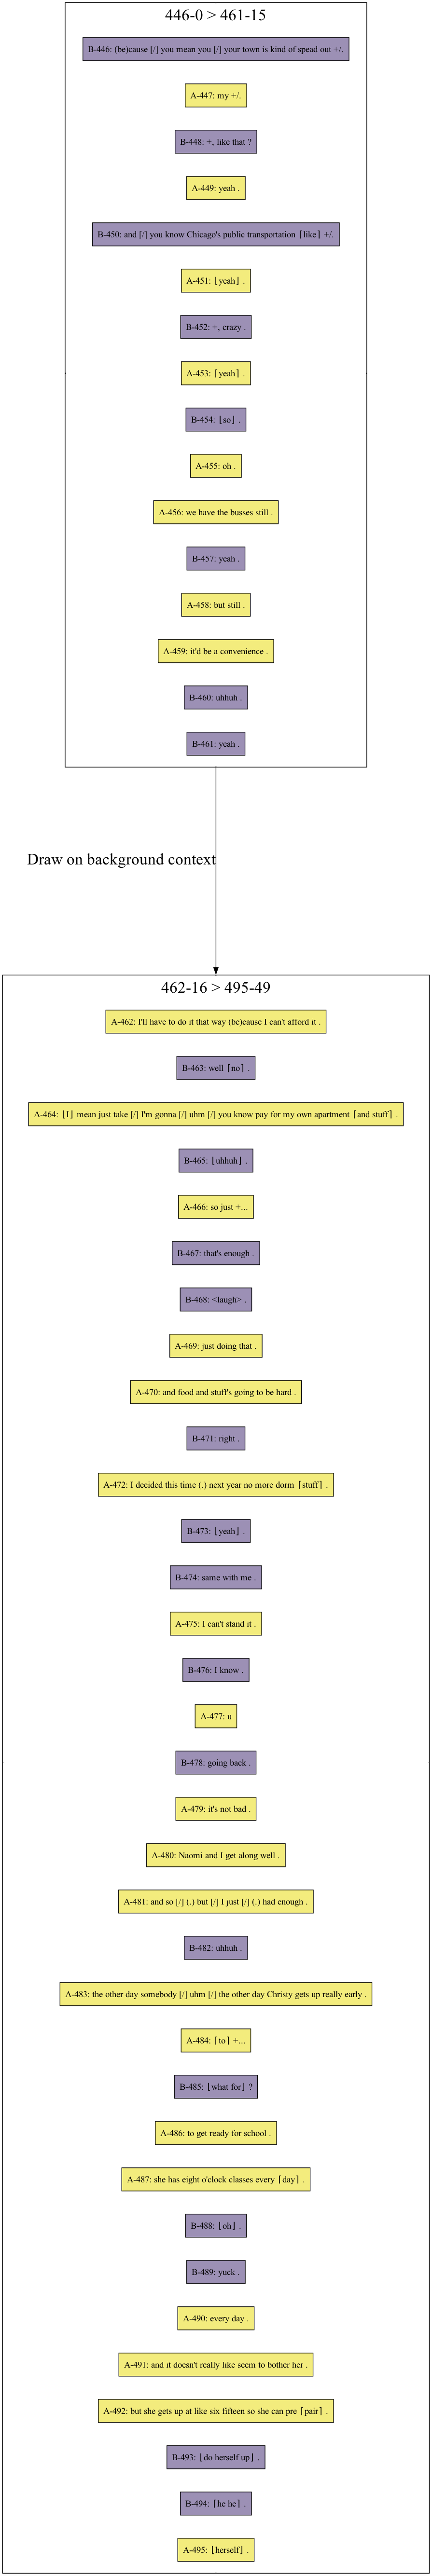 446-0 > 461-15
B-446: (be)cause [/] you mean you [/] your town is kind of spead out +/.
A-447: my +/.
B-448: +, like that ?
A-449: yeah .
B-450: and [/] you know Chicago's public transportation ⌈like⌉ +/.
A-451: ⌊yeah⌋ .
B-452: +, crazy .
A-453: ⌈yeah⌉ .
B-454: ⌊so⌋ .
A-455: oh .
A-456: we have the busses still .
B-457: yeah .
A-458: but still .
A-459: it'd be a convenience .
B-460: uhhuh .
B-461: yeah .
Draw on background context
462-16 > 495-49
A-462: I'll have to do it that way (be)cause I can't afford it .
B-463: well ⌈no⌉ .
A-464: ⌊I⌋ mean just take [/] I'm gonna [/] uhm [/] you know pay for my own apartment ⌈and stuff⌉ .
B-465: ⌊uhhuh⌋ .
A-466: so just +...
B-467: that's enough .
B-468: <laugh> .
A-469: just doing that .
A-470: and food and stuff's going to be hard .
B-471: right .
A-472: I decided this time (.) next year no more dorm ⌈stuff⌉ .
B-473: ⌊yeah⌋ .
B-474: same with me .
A-475: I can't stand it .
B-476: I know .
A-477: u
B-478: going back .
A-479: it's not bad .
A-480: Naomi and I get along well .
A-481: and so [/] (.) but [/] I just [/] (.) had enough .
B-482: uhhuh .
A-483: the other day somebody [/] uhm [/] the other day Christy gets up really early .
A-484: ⌈to⌉ +...
B-485: ⌊what for⌋ ?
A-486: to get ready for school .
A-487: she has eight o'clock classes every ⌈day⌉ .
B-488: ⌊oh⌋ .
B-489: yuck .
A-490: every day .
A-491: and it doesn't really like seem to bother her .
A-492: but she gets up at like six fifteen so she can pre ⌈pair⌉ .
B-493: ⌊do herself up⌋ .
B-494: ⌈he he⌉ .
A-495: ⌊herself⌋ .